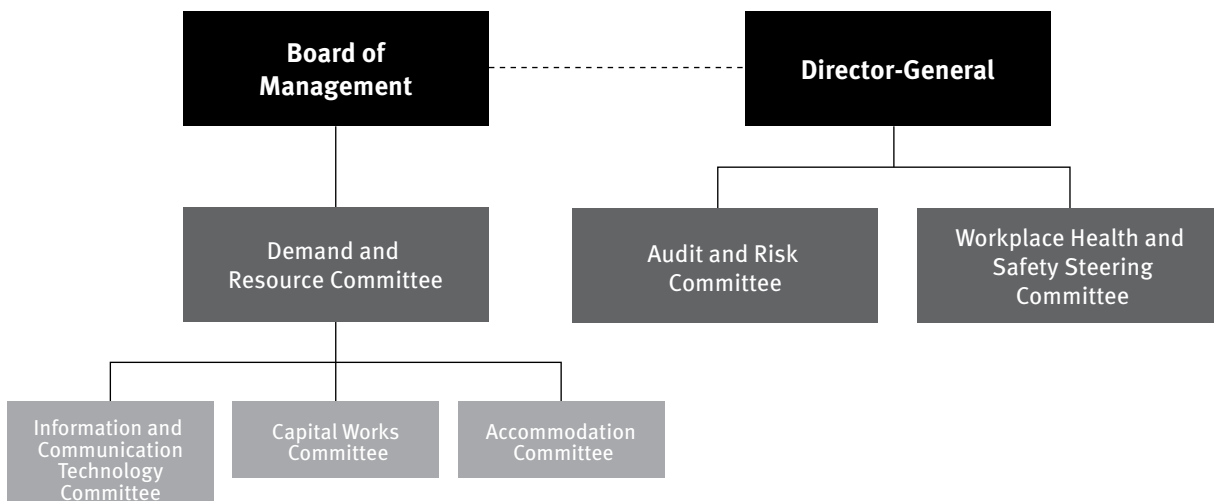 Board of
Management
Director-General
Demand and
Resource Committee
Audit and Risk
Committee
Workplace Health and
Safety Steering
Committee
Information and
Communication
Technology
Committee
Capital Works
Committee
Accommodation
Committee